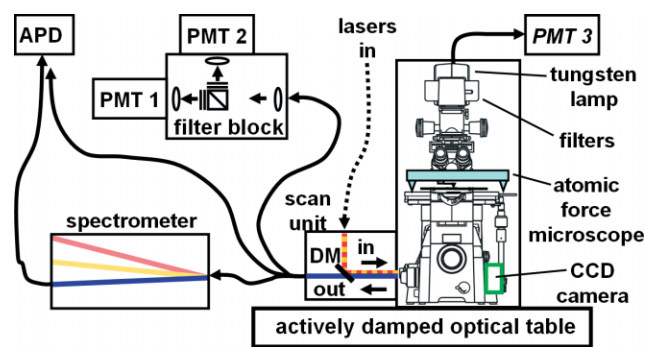 APD
PMT 2
PMT 1
filter block
lasers
in
PMT 3
tungsten
lamp
filters
atomic
force
microscope
CCD
camera
scan
unit
DM
in
out
spectrometer
actively damped optical table